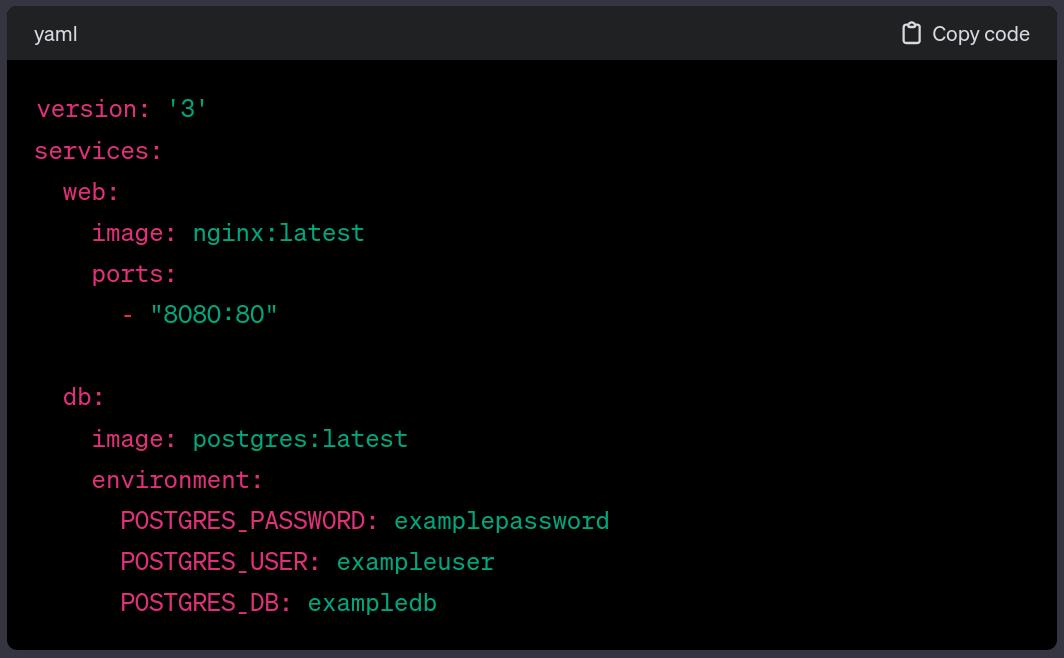 yaml
Copy code
version: '3'
services:
  web:
    image: nginx:latest
    ports:
      - "8080:80"

  db:
    image: postgres:latest
    environment:
      POSTGRES_PASSWORD: examplepassword
      POSTGRES_USER: exampleuser
      POSTGRES_DB: exampledb